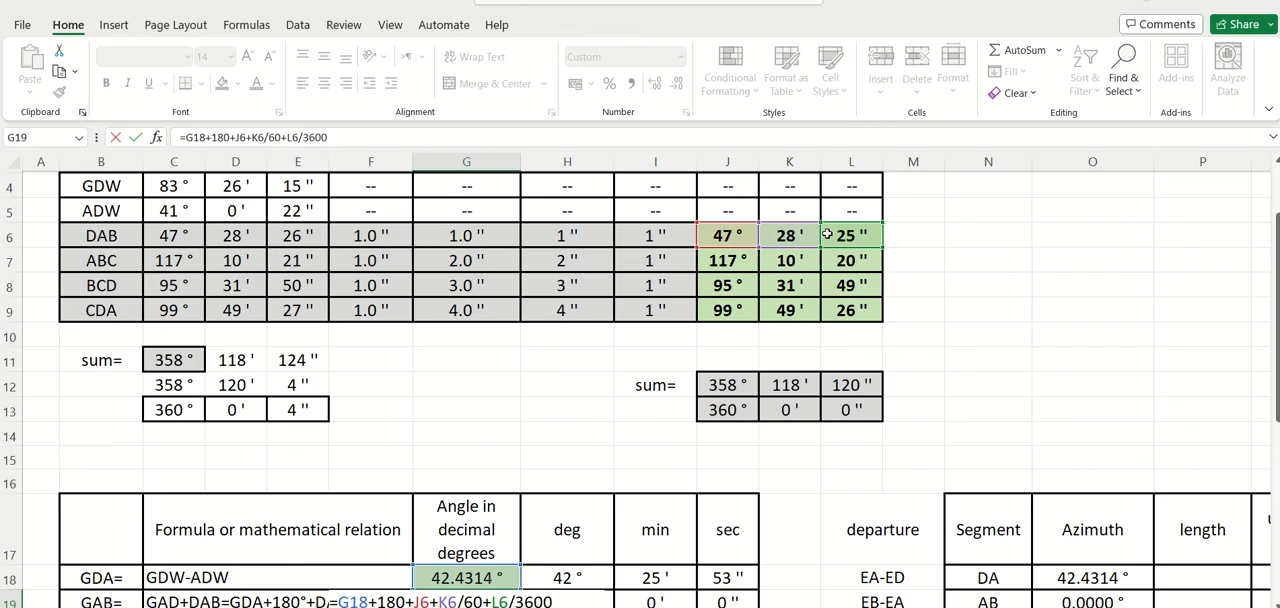 File Home Insert Page Layout Formulas Data Review View Automate Help Comments Share
14 Wrap Text Custom AutoSum
Paste Merge & Center Conditional Formatting Format as Table Cell Styles Insert Delete Format Fill Clear Sort & Filter Find & Select Add-ins Analyze Data
Clipboard Font Alignment Number Styles Cells Editing Add-ins
G19 fx =G18+180+J6+K6/60+L6/3600
A B C D E F G H I J K L M N O P
4 GDW 83 ° 26 ' 15 '' -- -- -- -- -- -- --
5 ADW 41 ° 0 ' 22 '' -- -- -- -- -- -- --
6 DAB 47 ° 28 ' 26 '' 1.0 '' 1.0 '' 1 '' 1 '' 47 ° 28 ' 25 ''
7 ABC 117 ° 10 ' 21 '' 1.0 '' 2.0 '' 2 '' 1 '' 117 ° 10 ' 20 ''
8 BCD 95 ° 31 ' 50 '' 1.0 '' 3.0 '' 3 '' 1 '' 95 ° 31 ' 49 ''
9 CDA 99 ° 49 ' 27 '' 1.0 '' 4.0 '' 4 '' 1 '' 99 ° 49 ' 26 ''
10
11 sum= 358 ° 118 ' 124 ''
12 358 ° 120 ' 4 '' sum= 358 ° 118 ' 120 ''
13 360 ° 0 ' 4 '' 360 ° 0 ' 0 ''
14
15
16
17 Formula or mathematical relation Angle in decimal degrees deg min sec departure Segment Azimuth length
18 GDA= GDW-ADW 42.4314 ° 42 ° 25 ' 53 '' EA-ED DA 42.4314 °
19 GAB= GAD+DAB=GDA+180°+D =G18+180+J6+K6/60+L6/3600 0 ' 0 '' EB-EA AB 0.0000 °